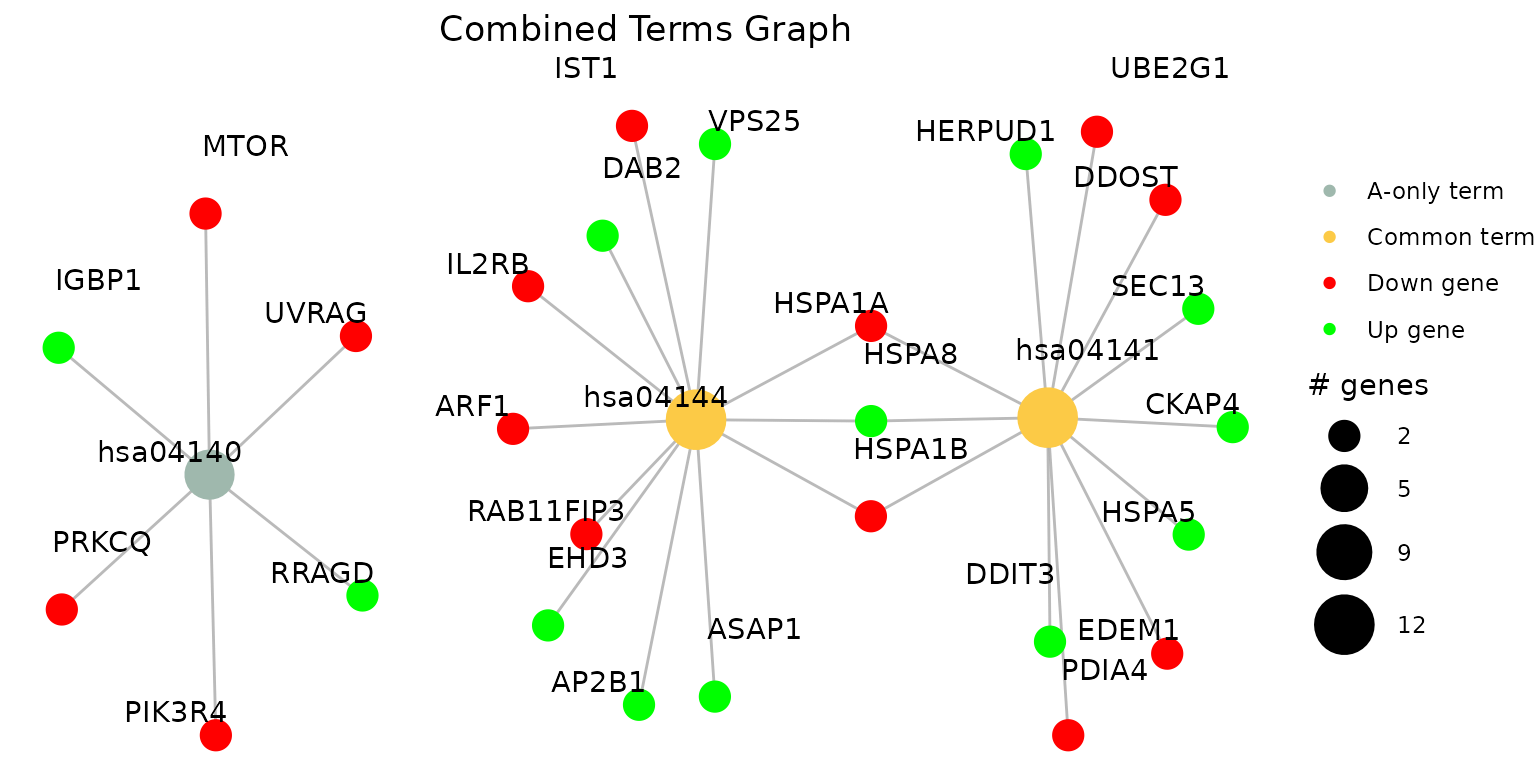 Combined Terms Graph
IST1
UBE2G1
VPS25
HERPUD1
MTOR
DAB2
DDOST
A-only term
Common term
IL2RB
IGBP1
SEC13
Down gene
HSPA1A
UVRAG
Up gene
HSPA8
hsa04141
# genes
hsa04144
ARF1
CKAP4
2
HSPA1B
hsa04140
5
RAB11FIP3
HSPA5
PRKCQ
EHD3
9
RRAGD
DDIT3
ASAP1
EDEM1
12
PDIA4
AP2B1
PIK3R4